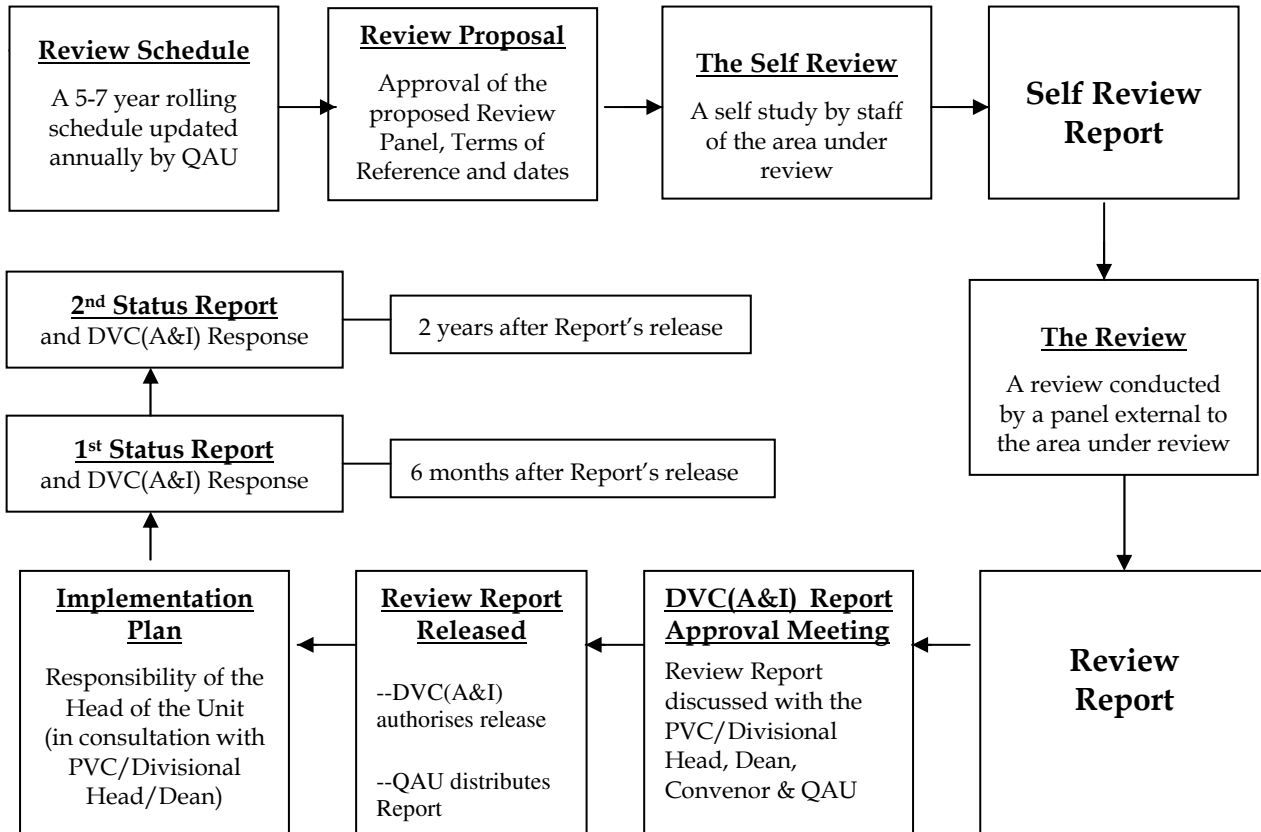 Review Schedule
A 5-7 year rolling
schedule updated
annually by QAU
Review Proposal
Approval of the
proposed Review
Panel, Terms of
Reference and dates
The Self Review
A self study by staff
of the area under
review
Self Review
Report
The Review
A review conducted
by a panel external to
the area under review
Review
Report
DVC(A&I) Report
Approval Meeting
Review Report
discussed with the
PVC/Divisional
Head, Dean,
Convenor & QAU
Review Report
Released
--DVC(A&I)
authorises release
--QAU distributes
Report
Implementation
Plan
Responsibility of the
Head of the Unit
(in consultation with
PVC/Divisional
Head/Dean)
1st Status Report
and DVC(A&I) Response
6 months after Report’s release
2nd Status Report
and DVC(A&I) Response
2 years after Report’s release